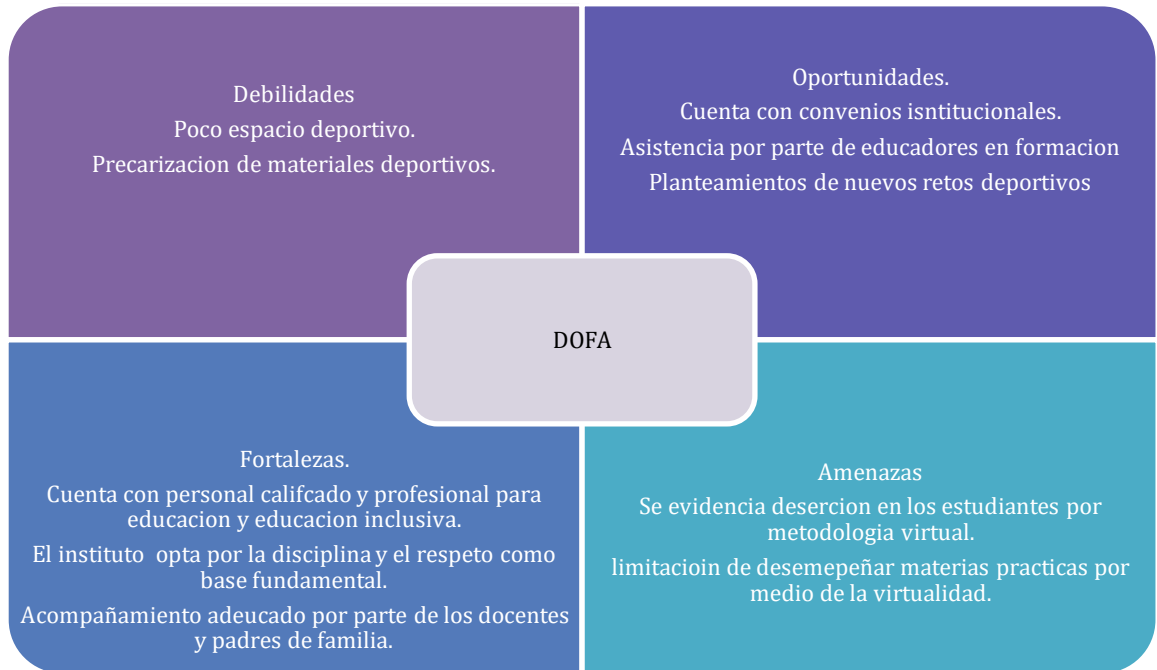 Debilidades
Poco espacio deportivo.
Precarizacion de materiales deportivos.
Oportunidades.
Cuenta con convenios isntitucionales.
Asistencia por parte de educadores en formacion
Planteamientos de nuevos retos deportivos
DOFA
Fortalezas.
Cuenta con personal califcado y profesional para
educacion y educacion inclusiva.
El instituto opta por la disciplina y el respeto como
base fundamental.
Acompañamiento adeucado por parte de los docentes
y padres de familia.
Amenazas
Se evidencia desercion en los estudiantes por
metodologia virtual.
limitacioin de desemepeñar materias practicas por
medio de la virtualidad.